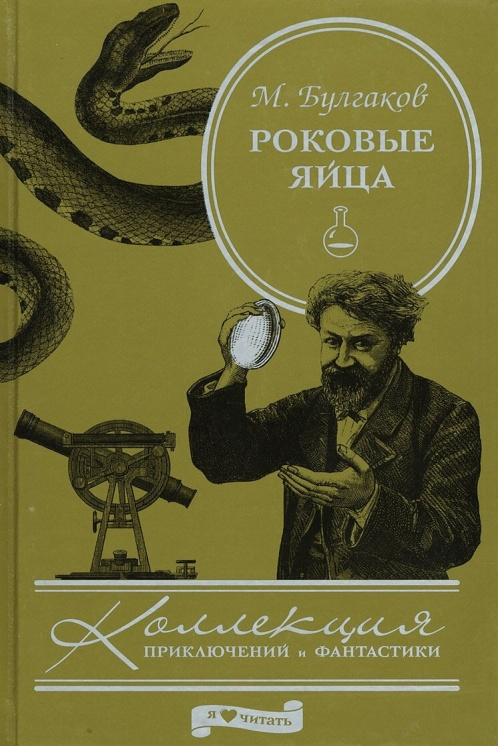 М. Булгаков
РОКОВЫЕ
ЯЙЦА
Коллекция
ПРИКЛЮЧЕНИЙ и ФАНТАСТИКИ
я ♥ читать